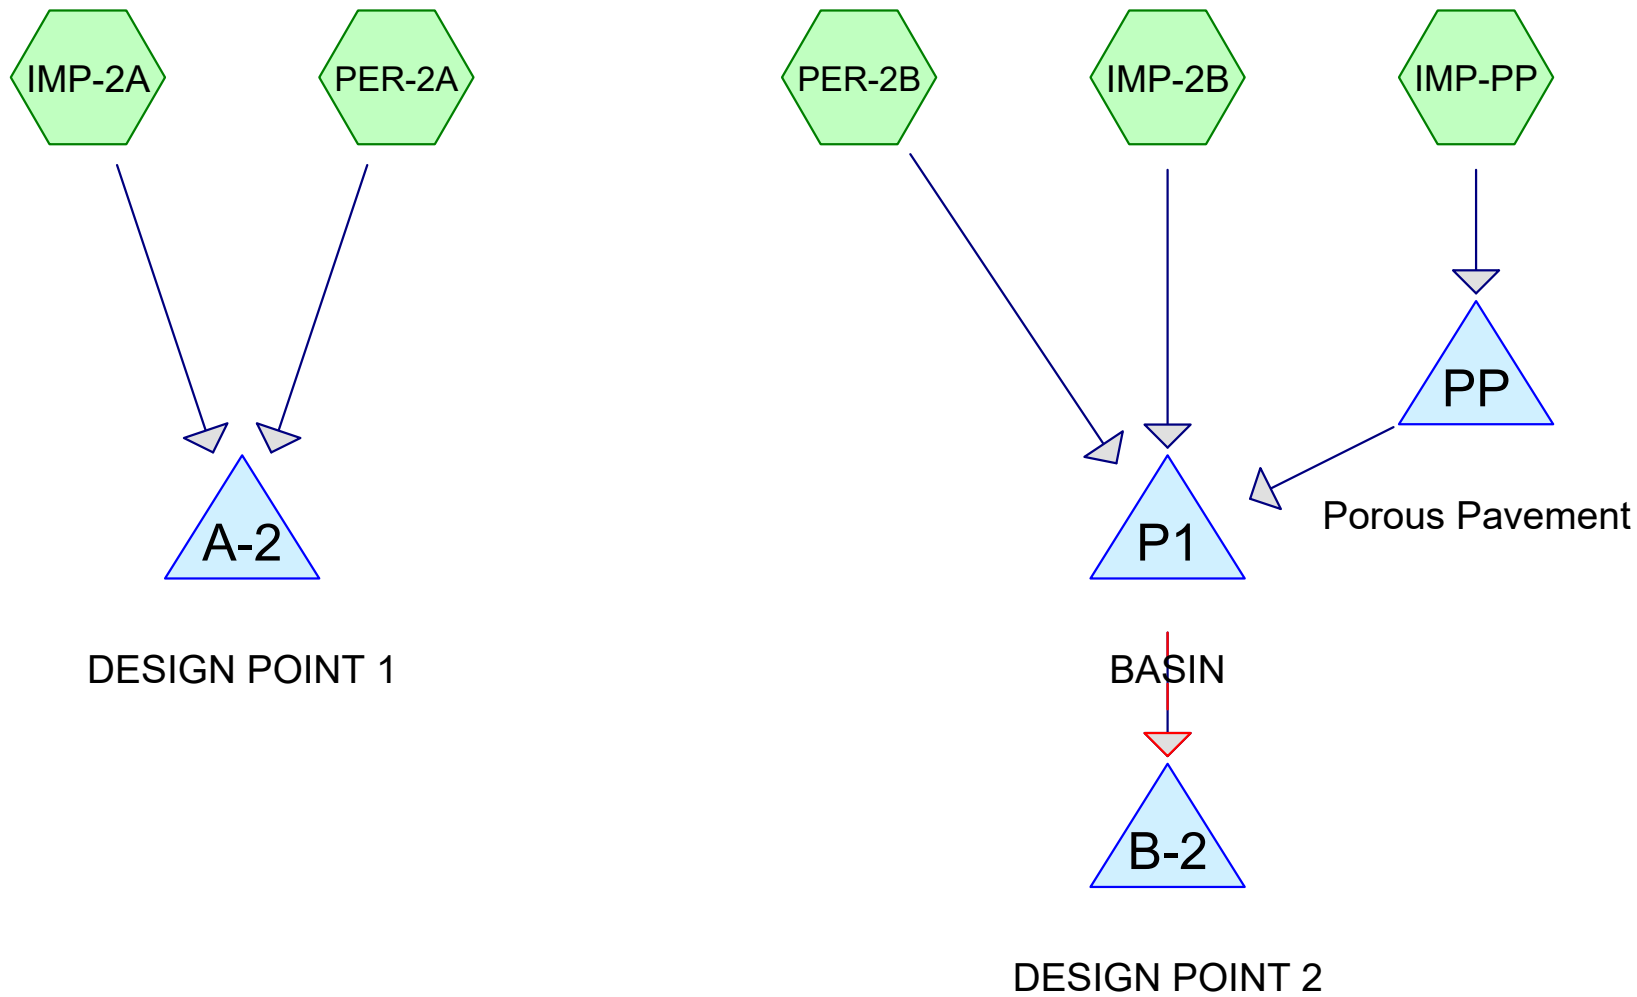 IMP-2A
PER-2A
PER-2B
IMP-2B
IMP-PP
PP
Porous Pavement
A-2
P1
DESIGN POINT 1
BASIN
B-2
DESIGN POINT 2